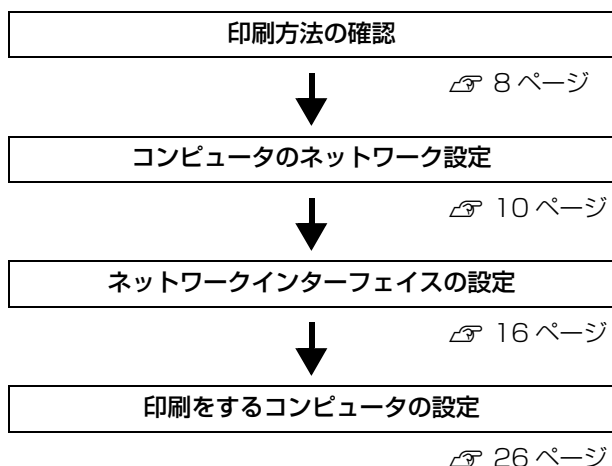 印刷方法の確認
8 ページ
コンピュータのネットワーク設定
10 ページ
ネットワークインターフェイスの設定
16 ページ
印刷をするコンピュータの設定
26 ページ